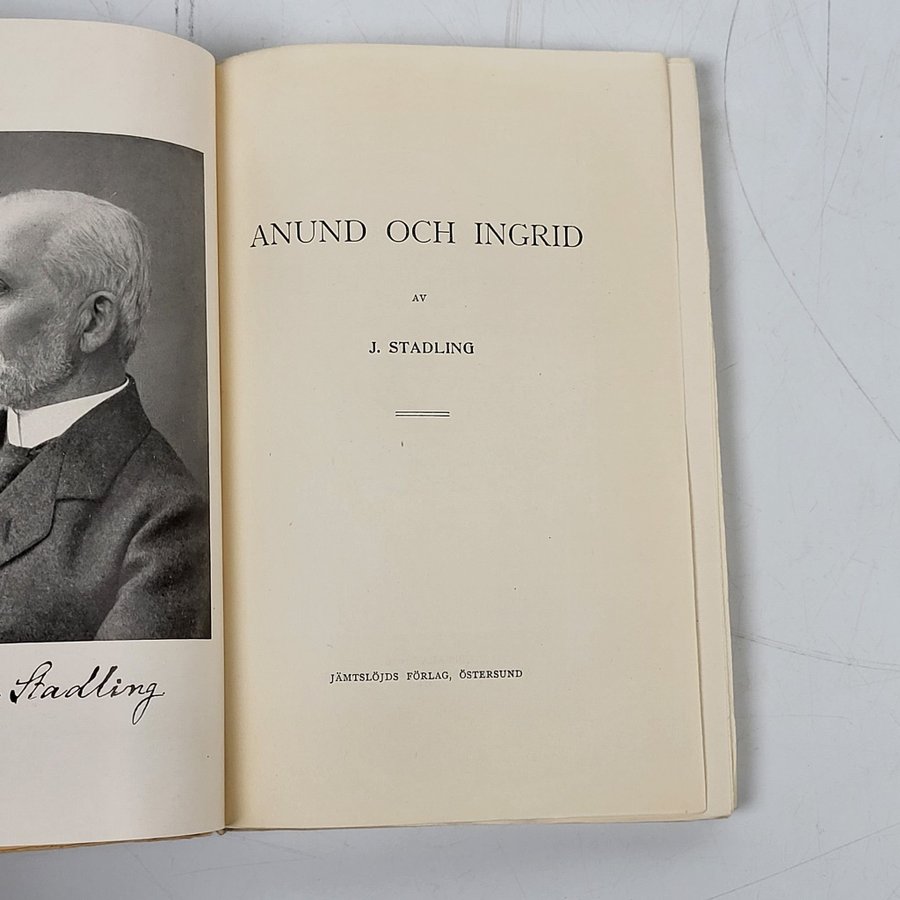 Stadling
ANUND OCH INGRID
AV
J. STADLING
JÄMTSLÖJDS FÖRLAG, ÖSTERSUND